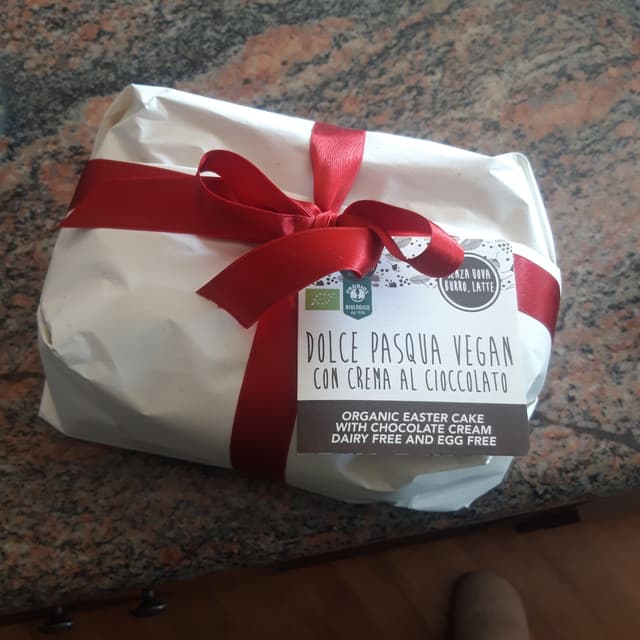 UOVA
BURRO, LATTE
BIOLOGICO
DOLCE PASQUA VEGAN
CON CREMA AL CIOCCOLATO
ORGANIC EASTER CAKE
WITH CHOCOLATE CREAM
DAIRY FREE AND EGG FREE